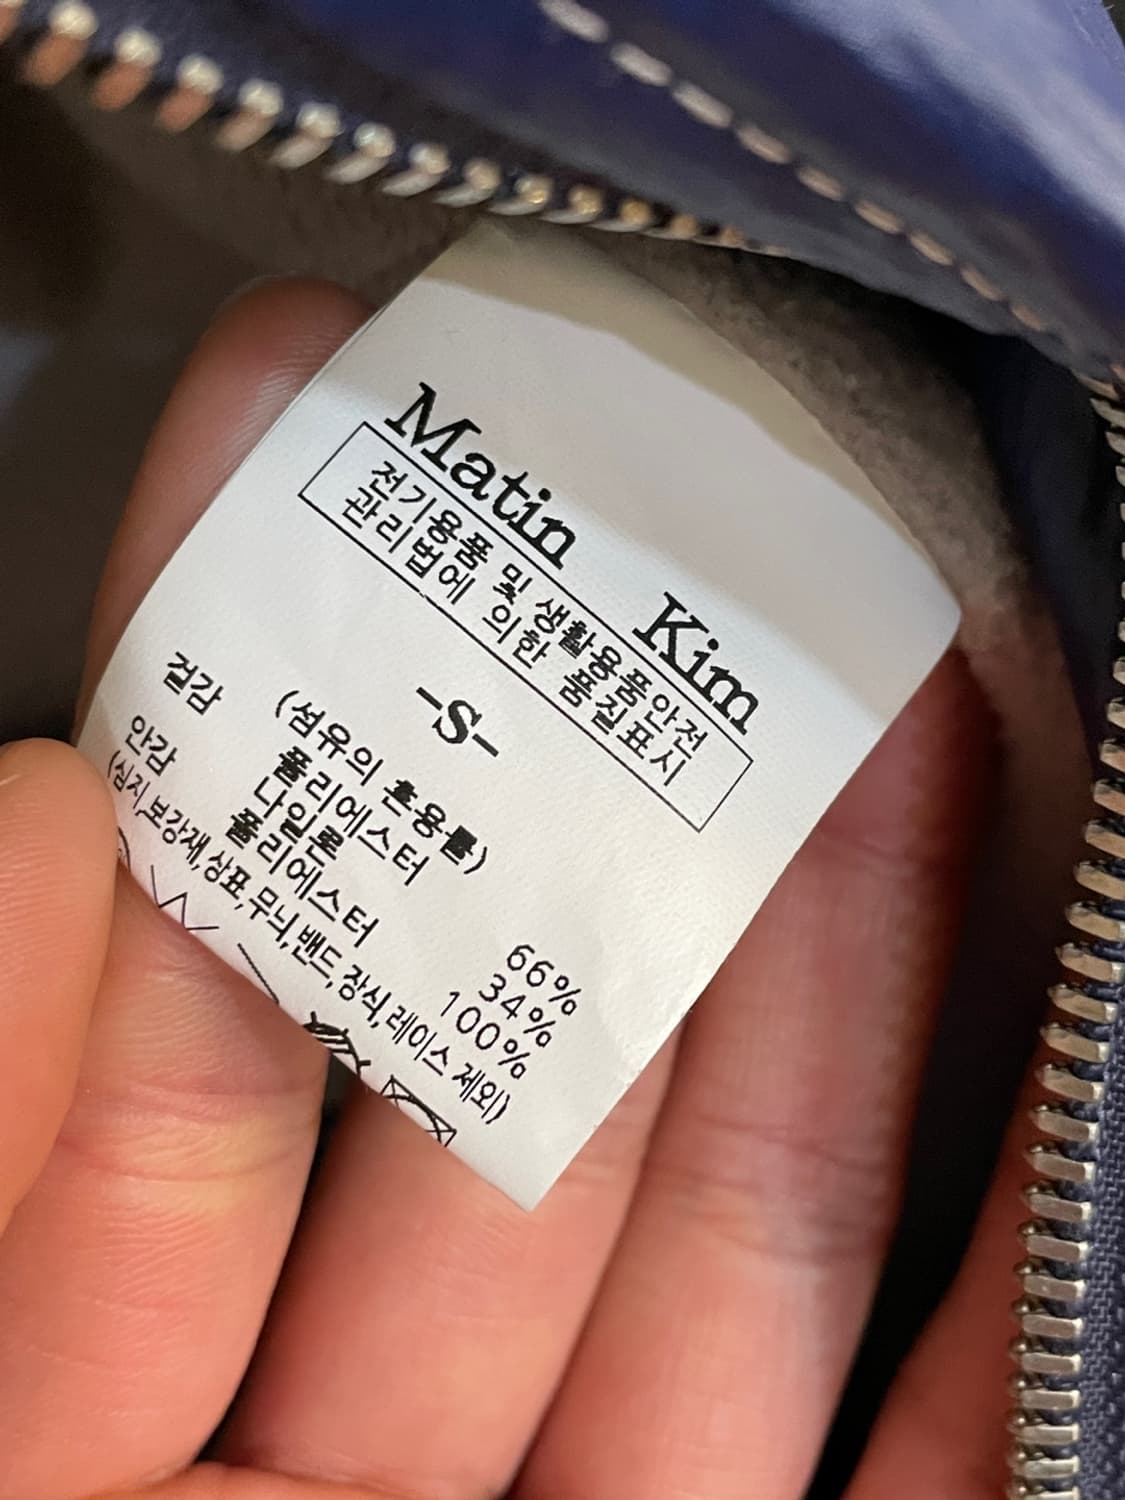 Matin Kim
전기용품 및 생활용품안전
관리법에 의한 품질표시
-S-
(섬유의 혼용률)
겉감 폴리에스터 66%
나일론 34%
안감 폴리에스터 100%
(심지,보강재,상표,무늬,밴드,장식,레이스 제외)